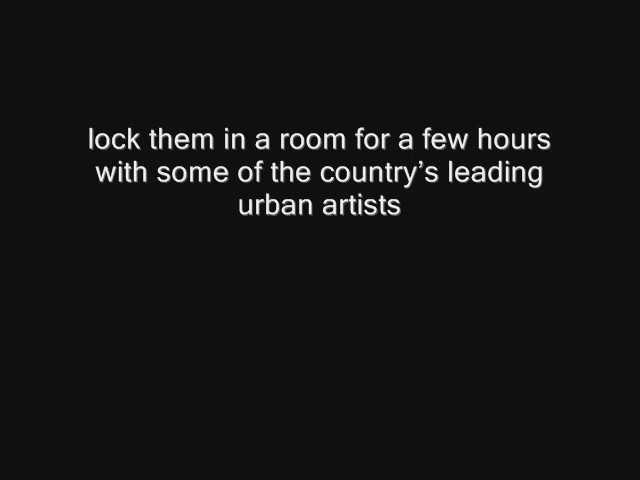 lock them in a room for a few hours
with some of the country’s leading
urban artists